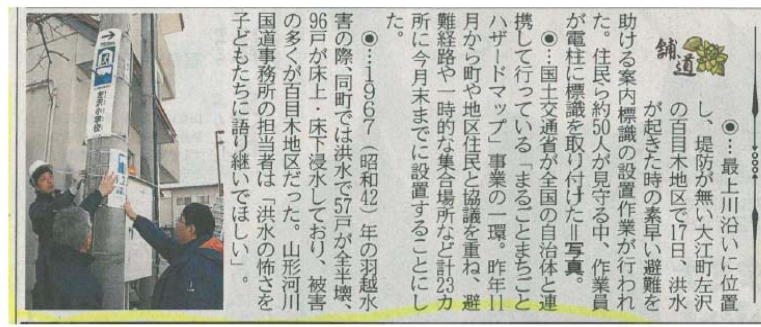 舗道
◉…最上川沿いに位置
し、堤防が無い大江町左沢
の百目木地区で17日、洪水
が起きた時の素早い避難を
助ける案内標識の設置作業が行われ
た。住民ら約50人が見守る中、作業員
が電柱に標識を取り付けた＝写真。
◉…国土交通省が全国の自治体と連
携して行っている「まるごとまちごと
ハザードマップ」事業の一環。昨年11
月から町や地区住民と協議を重ね、避
難経路や一時的な集合場所など計23カ
所に今月末までに設置することにし
た。
◉…1967（昭和42）年の羽越水
害の際、同町では洪水で57戸が全半壊、
96戸が床上・床下浸水しており、被害
の多くが百目木地区だった。山形河川
国道事務所の担当者は「洪水の怖さを
子どもたちに語り継いでほしい」。